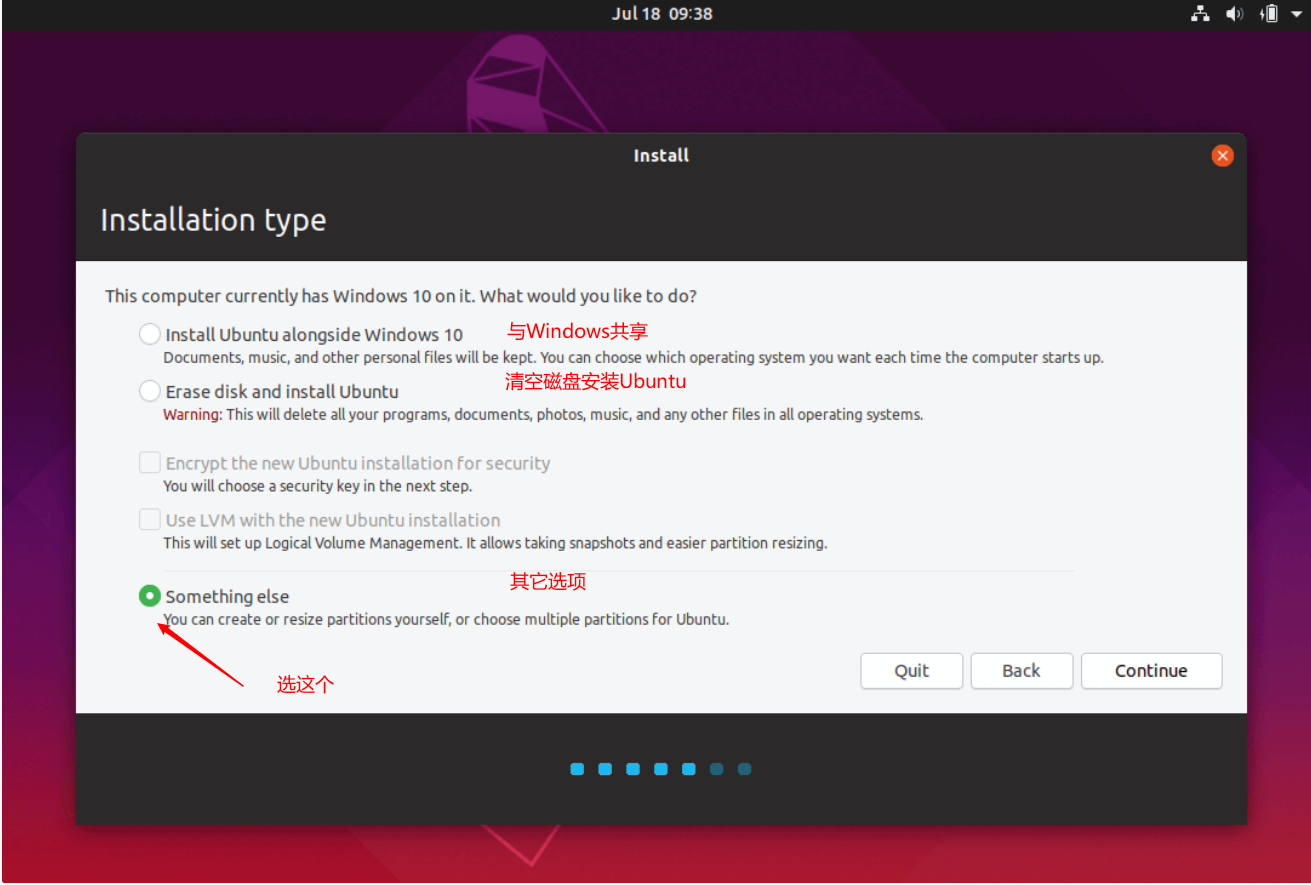 Jul 18 09:38
Install
Installation type
This computer currently has Windows 10 on it. What would you like to do?
Install Ubuntu alongside Windows 10 与Windows共享
Documents, music, and other personal files will be kept. You can choose which operating system you want each time the computer starts up.
清空磁盘安装Ubuntu
Erase disk and install Ubuntu
Warning: This will delete all your programs, documents, photos, music, and any other files in all operating systems.
Encrypt the new Ubuntu installation for security
You will choose a security key in the next step.
Use LVM with the new Ubuntu installation
This will set up Logical Volume Management. It allows taking snapshots and easier partition resizing.
其它选项
Something else
You can create or resize partitions yourself, or choose multiple partitions for Ubuntu.
选这个
Quit Back Continue